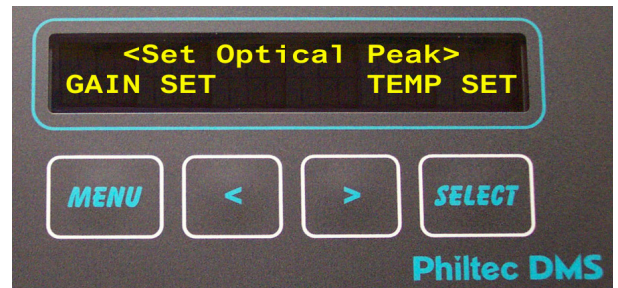 <Set Optical Peak>
GAIN SET TEMP SET
MENU < > SELECT
Philtec DMS